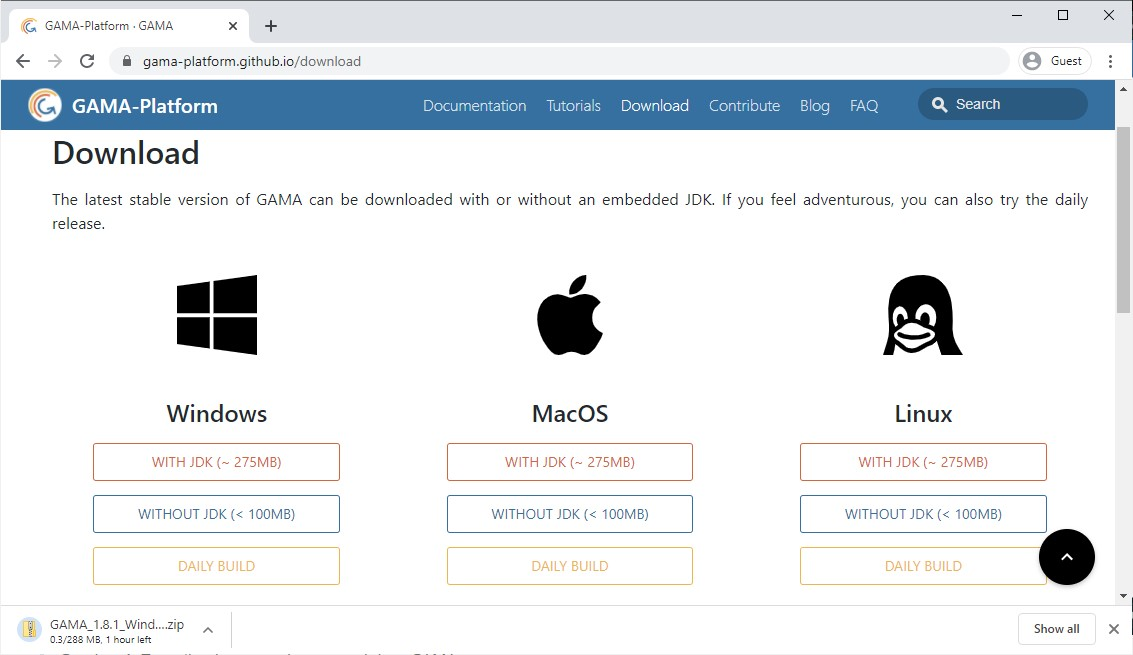 GAMA-Platform · GAMA
gama-platform.github.io/download
Guest
GAMA-Platform
Documentation Tutorials Download Contribute Blog FAQ
Search
Download
The latest stable version of GAMA can be downloaded with or without an embedded JDK. If you feel adventurous, you can also try the daily
release.
Windows MacOS Linux
WITH JDK (~ 275MB) WITH JDK (~ 275MB) WITH JDK (~ 275MB)
WITHOUT JDK (< 100MB) WITHOUT JDK (< 100MB) WITHOUT JDK (< 100MB)
DAILY BUILD DAILY BUILD DAILY BUILD
GAMA_1.8.1_Wind....zip
0.3/288 MB, 1 hour left
Show all